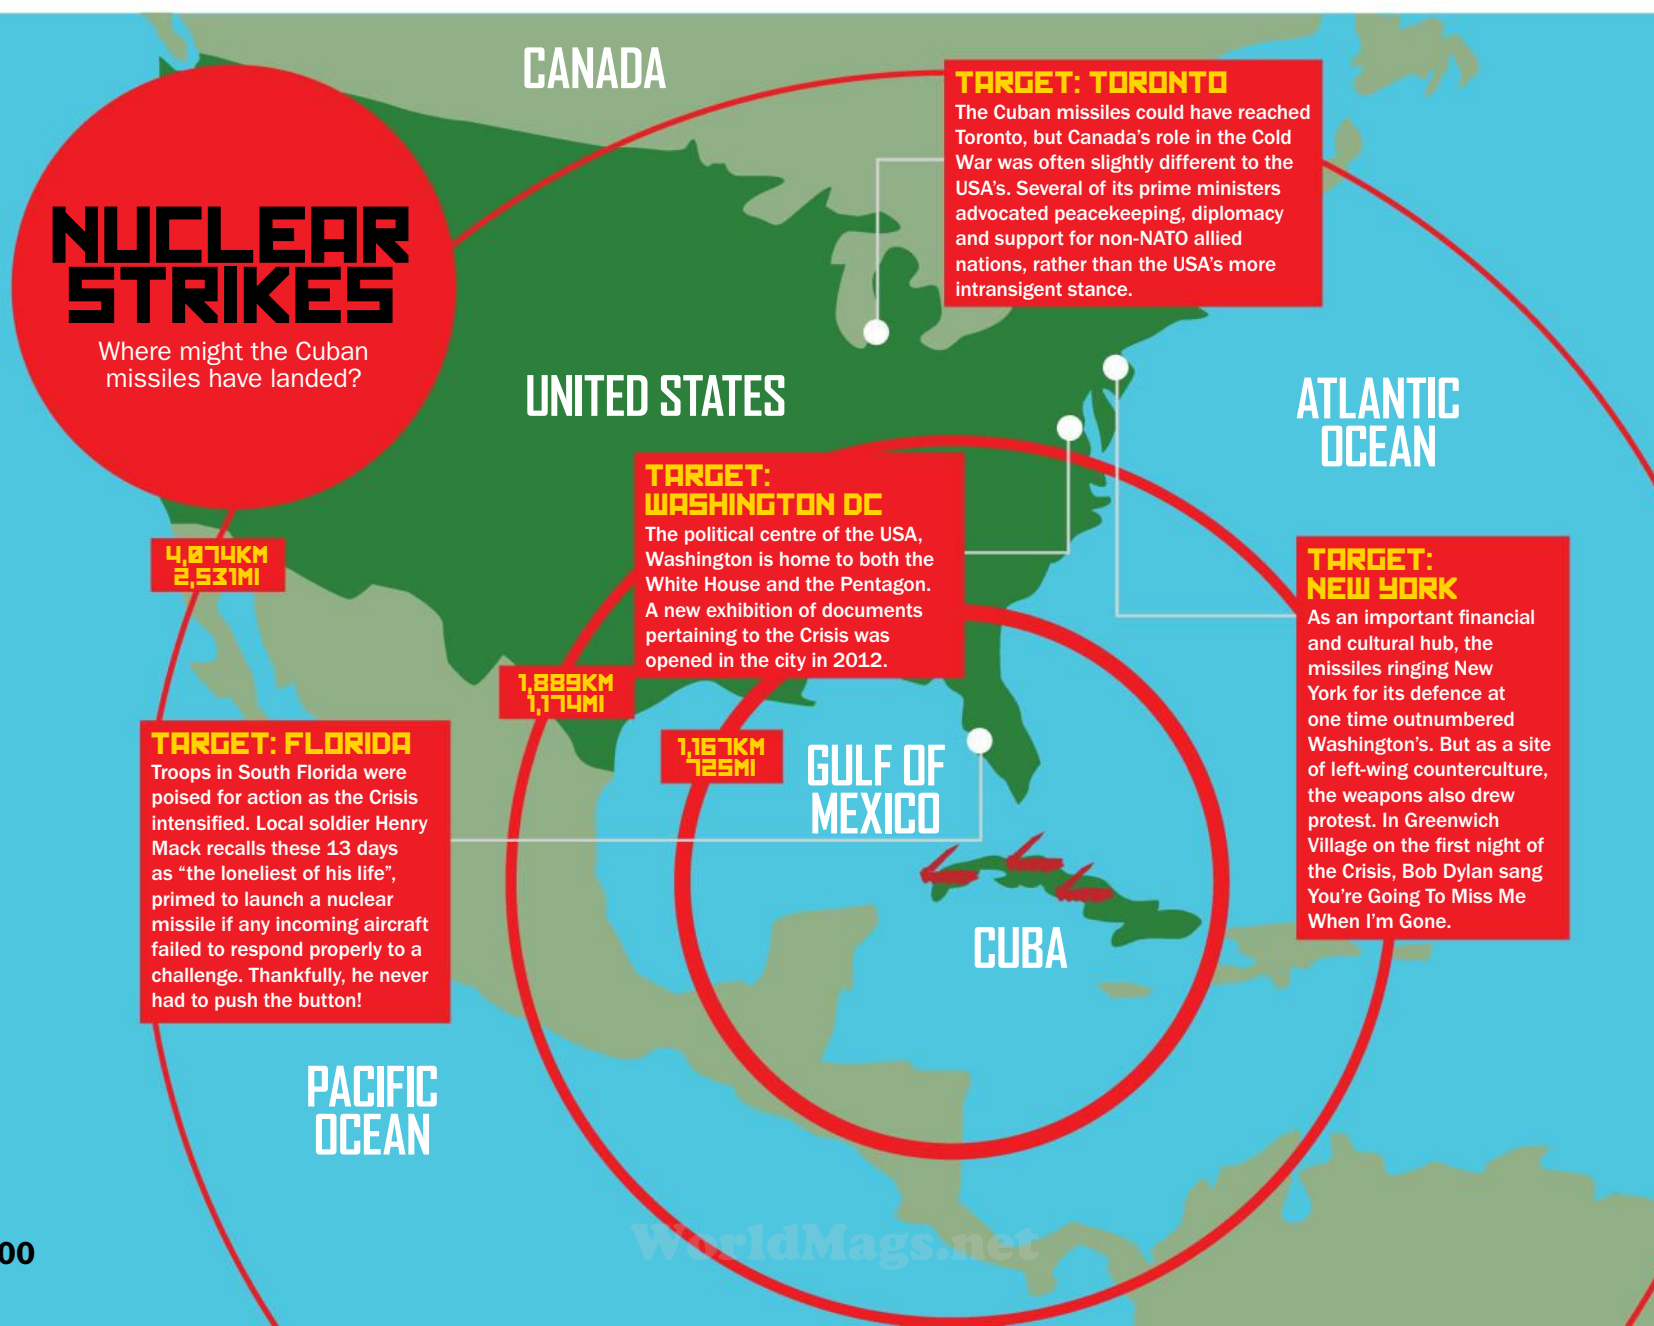 CANADA
TARGET: TORONTO
The Cuban missiles could have reached
Toronto, but Canada's role in the Cold
War was often slightly different to the
USA's. Several of its prime ministers
advocated peacekeeping, diplomacy
and support for non-NATO allied
nations, rather than the USA's more
intransigent stance.
NUCLEAR
STRIKES
Where might the Cuban
missiles have landed?
UNITED STATES
ATLANTIC
OCEAN
TARGET:
WASHINGTON DC
The political centre of the USA,
Washington is home to both the
White House and the Pentagon.
A new exhibition of documents
pertaining to the Crisis was
opened in the city in 2012.
4,074KM
2,531MI
TARGET:
NEW YORK
As an important financial
and cultural hub, the
missiles ringing New
York for its defence at
one time outnumbered
Washington's. But as a site
of left-wing counterculture,
the weapons also drew
protest. In Greenwich
Village on the first night of
the Crisis, Bob Dylan sang
You're Going To Miss Me
When I'm Gone.
1,889KM
1,174MI
1,167KM
725MI
GULF OF
MEXICO
TARGET: FLORIDA
Troops in South Florida were
poised for action as the Crisis
intensified. Local soldier Henry
Mack recalls these 13 days
as "the loneliest of his life",
primed to launch a nuclear
missile if any incoming aircraft
failed to respond properly to a
challenge. Thankfully, he never
had to push the button!
CUBA
PACIFIC
OCEAN
WorldMags.net
00